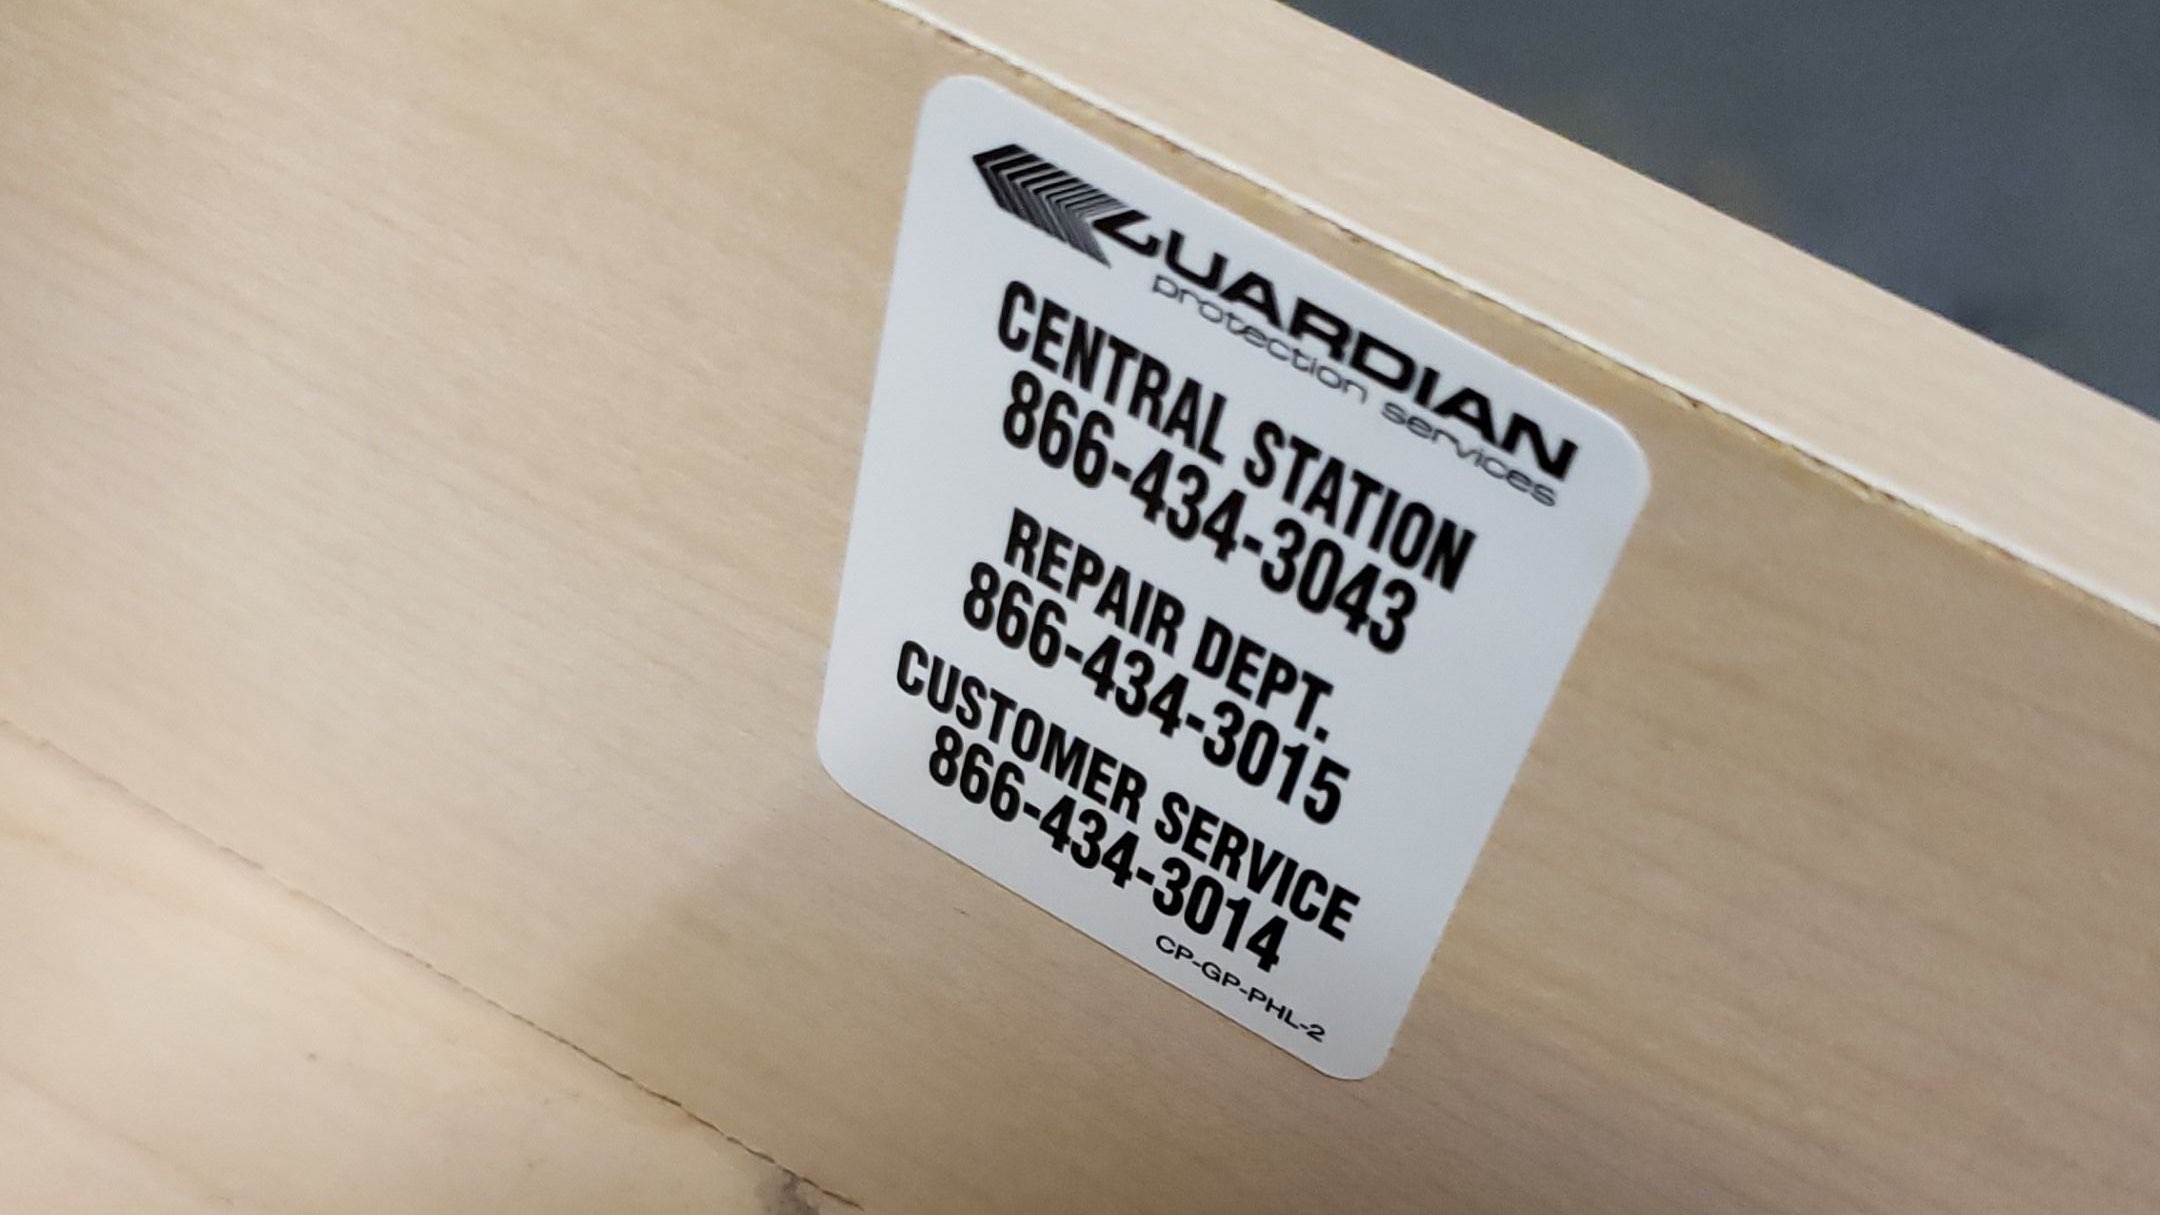 GUARDIAN
protection services
CENTRAL STATION
866-434-3043
REPAIR DEPT.
866-434-3015
CUSTOMER SERVICE
866-434-3014
CP-GP-PHL-2